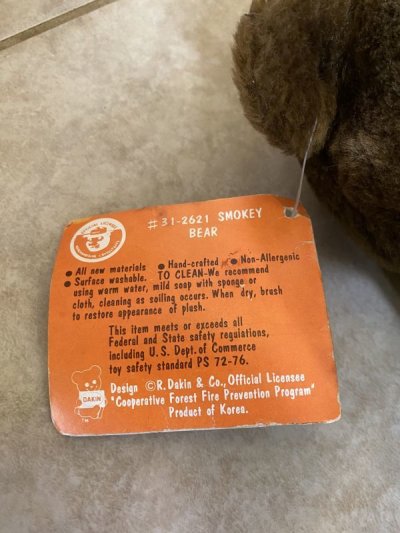 #31-2621 SMOKEY
BEAR
● All new materials ● Hand-crafted ● Non-Allergenic
● Surface washable. TO CLEAN-We recommend
using warm water, mild soap with sponge or
cloth, cleaning as soiling occurs. When dry, brush
to restore appearance of plush.
This item meets or exceeds all
Federal and State safety regulations,
including U.S. Dept. of Commerce
toy safety standard PS 72-76.
DAKIN
TM
Design ©R. Dakin & Co., Official Licensee
"Cooperative Forest Fire Prevention Program"
Product of Korea.